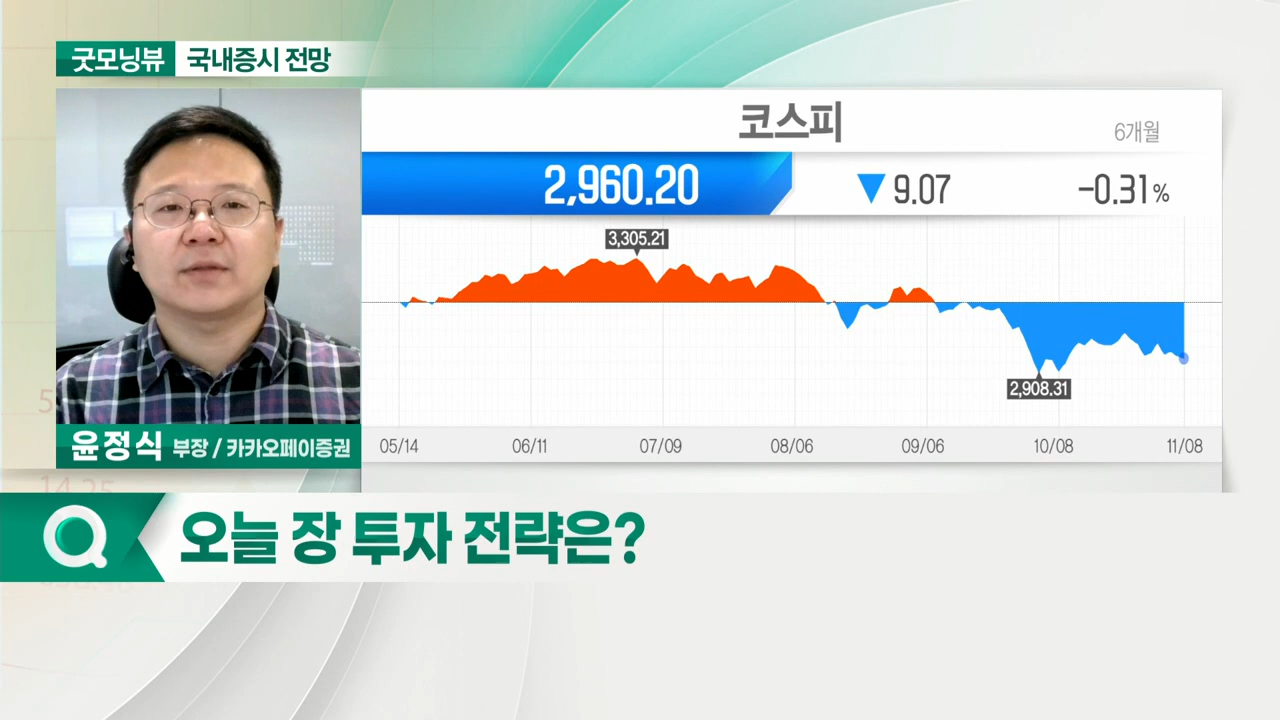 굿모닝뷰 국내증시 전망
코스피
6개월
2,960.20 ▼ 9.07 -0.31%
3,305.21
2,908.31
05/14 06/11 07/09 08/06 09/06 10/08 11/08
윤정식 부장 / 카카오페이증권
Q 오늘 장 투자 전략은?